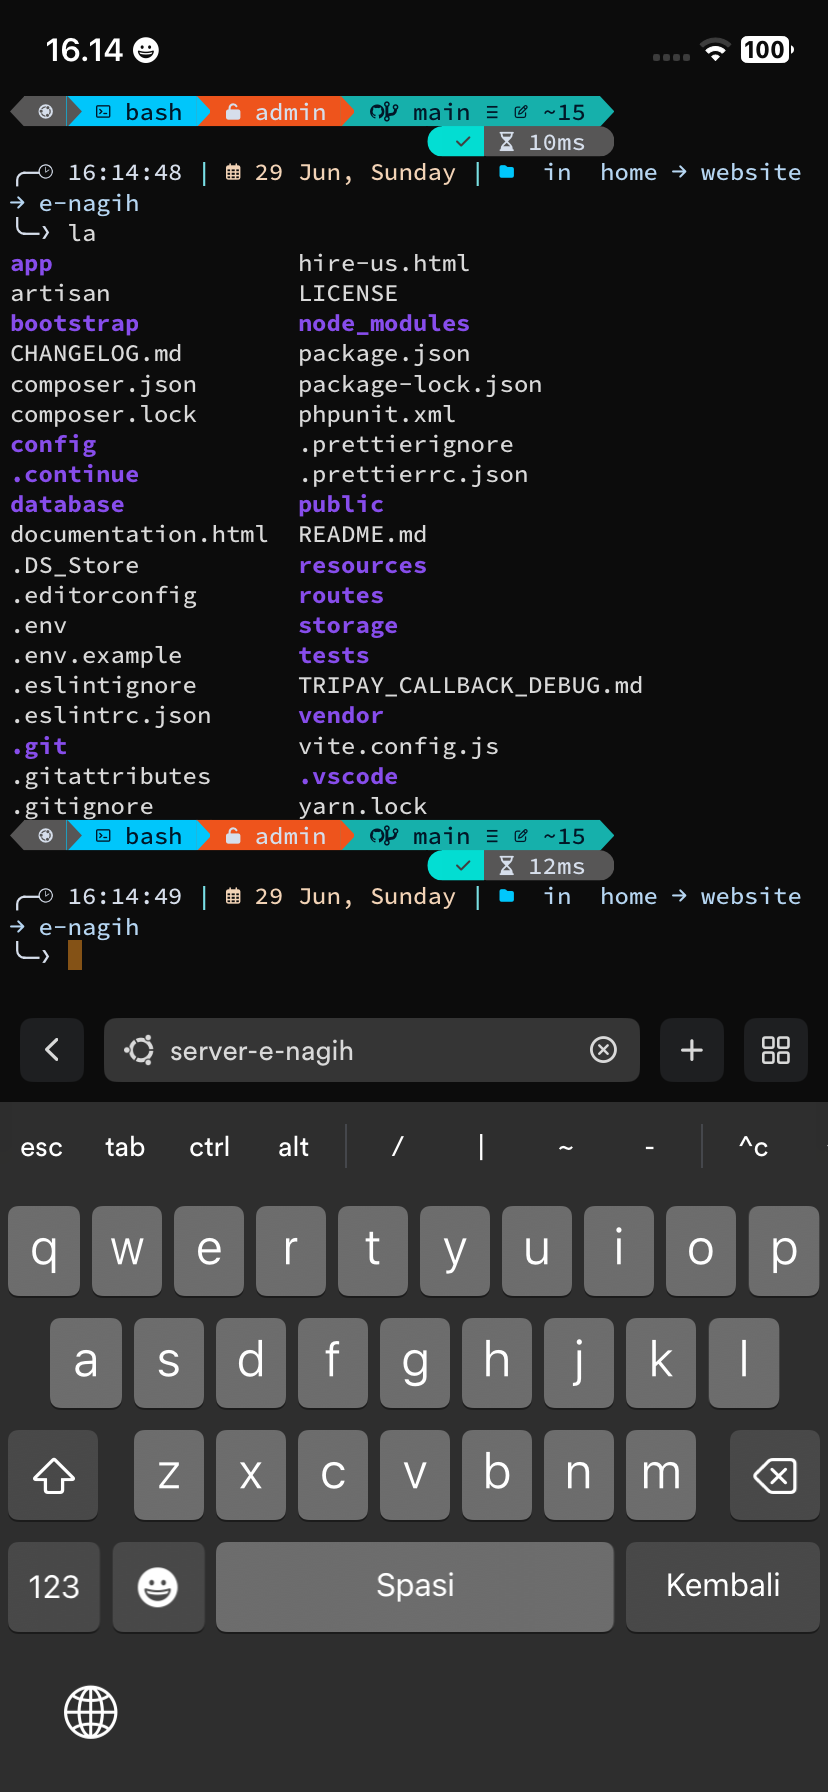 16.14
100
bash admin main ~15
10ms
16:14:48 | 29 Jun, Sunday | in home → website
→ e-nagih
la
app hire-us.html
artisan LICENSE
bootstrap node_modules
CHANGELOG.md package.json
composer.json package-lock.json
composer.lock phpunit.xml
config .prettierignore
.continue .prettierrc.json
database public
documentation.html README.md
.DS_Store resources
.editorconfig routes
.env storage
.env.example tests
.eslintignore TRIPAY_CALLBACK_DEBUG.md
.eslintrc.json vendor
.git vite.config.js
.gitattributes .vscode
.gitignore yarn.lock
bash admin main ~15
12ms
16:14:49 | 29 Jun, Sunday | in home → website
→ e-nagih
server-e-nagih
esc tab ctrl alt / | ~ - ^c
q w e r t y u i o p
a s d f g h j k l
z x c v b n m
123 Spasi Kembali